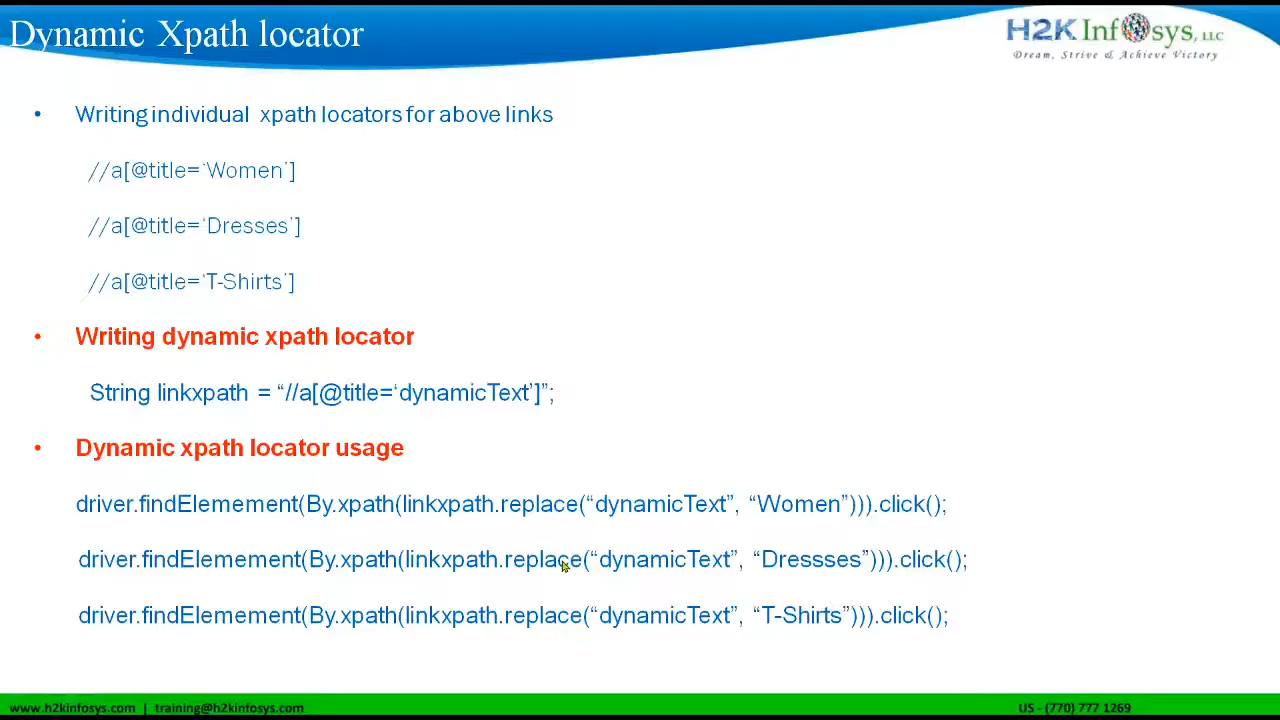 Dynamic Xpath locator
H2K Infosys, LLC
Dream, Strive & Achieve Victory
• Writing individual xpath locators for above links
//a[@title=‘Women’]
//a[@title=‘Dresses’]
//a[@title=‘T-Shirts’]
• Writing dynamic xpath locator
String linkxpath = “//a[@title=‘dynamicText’]”;
• Dynamic xpath locator usage
driver.findElemement(By.xpath(linkxpath.replace(“dynamicText”, “Women”))).click();
driver.findElemement(By.xpath(linkxpath.replace(“dynamicText”, “Dressses”))).click();
driver.findElemement(By.xpath(linkxpath.replace(“dynamicText”, “T-Shirts”))).click();
www.h2kinfosys.com | training@h2kinfosys.com
US - (770) 777 1269